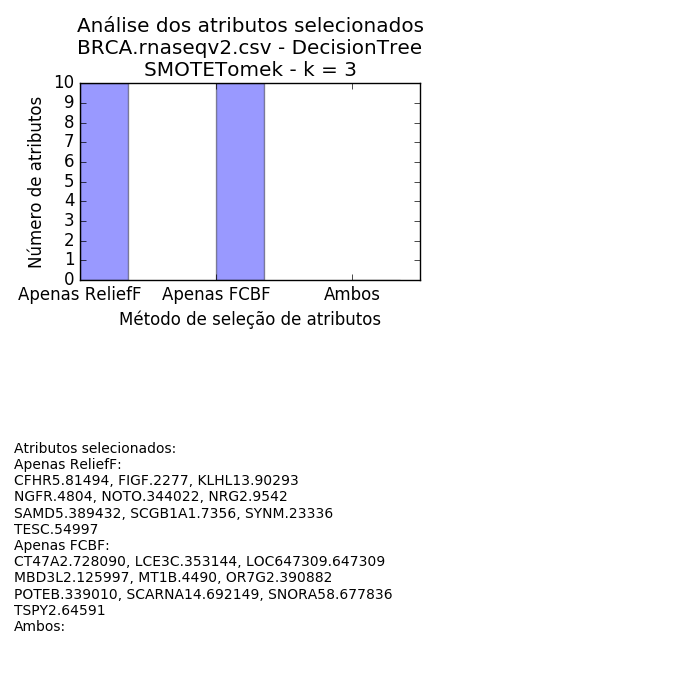 Análise dos atributos selecionados
BRCA.rnaseqv2.csv - DecisionTree
SMOTETomek - k = 3
10
9
8
7
6
5
4
3
2
1
0
Número de atributos
Apenas ReliefF
Apenas FCBF
Ambos
Método de seleção de atributos
Atributos selecionados:
Apenas ReliefF:
CFHR5.81494, FIGF.2277, KLHL13.90293
NGFR.4804, NOTO.344022, NRG2.9542
SAMD5.389432, SCGB1A1.7356, SYNM.23336
TESC.54997
Apenas FCBF:
CT47A2.728090, LCE3C.353144, LOC647309.647309
MBD3L2.125997, MT1B.4490, OR7G2.390882
POTEB.339010, SCARNA14.692149, SNORA58.677836
TSPY2.64591
Ambos: